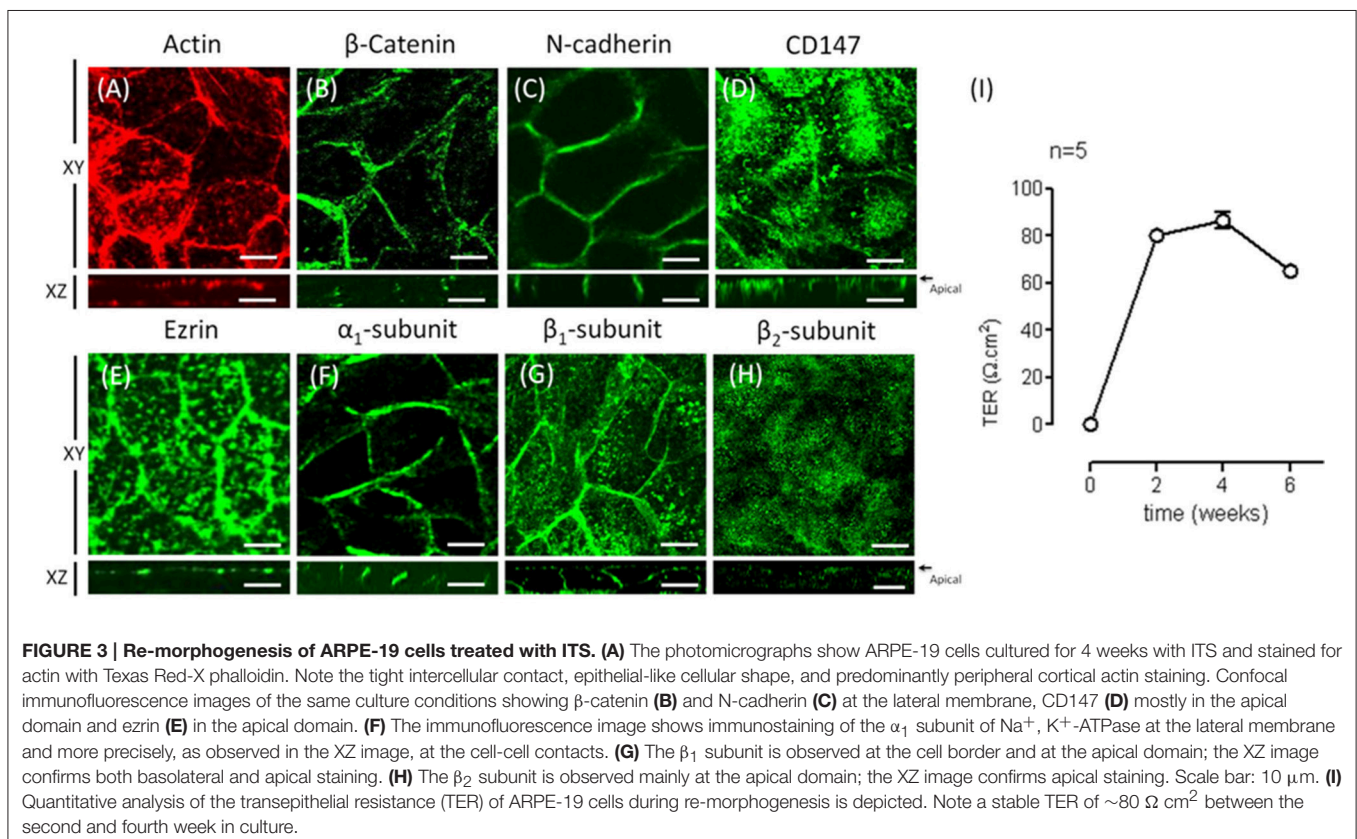 Actin β-Catenin N-cadherin CD147
(A) (B) (C) (D) (I)
XY
XZ
Apical
Ezrin α₁-subunit β₁-subunit β₂-subunit
(E) (F) (G) (H)
XY
XZ
Apical
n=5
100
80
60
40
20
0
TER (Ω.cm²)
0 2 4 6
time (weeks)
FIGURE 3 | Re-morphogenesis of ARPE-19 cells treated with ITS. (A) The photomicrographs show ARPE-19 cells cultured for 4 weeks with ITS and stained for
actin with Texas Red-X phalloidin. Note the tight intercellular contact, epithelial-like cellular shape, and predominantly peripheral cortical actin staining. Confocal
immunofluorescence images of the same culture conditions showing β-catenin (B) and N-cadherin (C) at the lateral membrane, CD147 (D) mostly in the apical
domain and ezrin (E) in the apical domain. (F) The immunofluorescence image shows immunostaining of the α₁ subunit of Na⁺, K⁺-ATPase at the lateral membrane
and more precisely, as observed in the XZ image, at the cell-cell contacts. (G) The β₁ subunit is observed at the cell border and at the apical domain; the XZ image
confirms both basolateral and apical staining. (H) The β₂ subunit is observed mainly at the apical domain; the XZ image confirms apical staining. Scale bar: 10 μm. (I)
Quantitative analysis of the transepithelial resistance (TER) of ARPE-19 cells during re-morphogenesis is depicted. Note a stable TER of ∼80 Ω cm² between the
second and fourth week in culture.